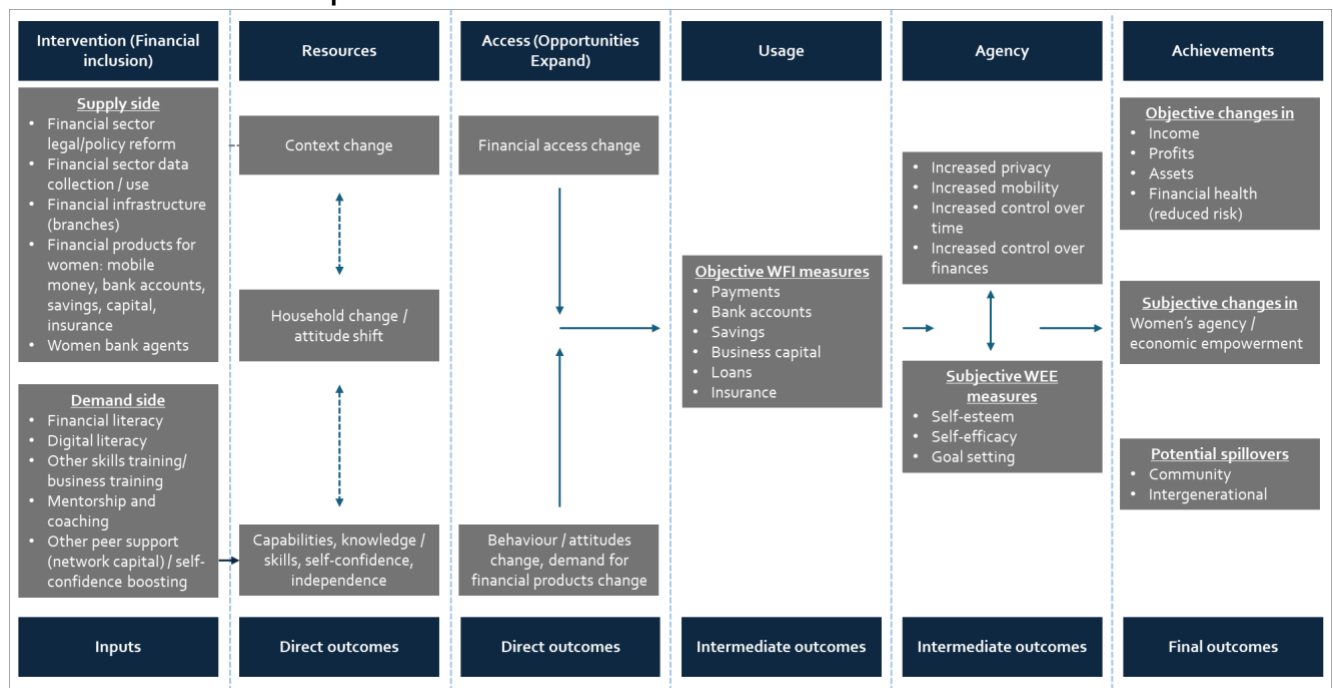 Intervention (Financial
inclusion)
Supply side
• Financial sector
legal/policy reform
• Financial sector data
collection / use
• Financial infrastructure
(branches)
• Financial products for
women: mobile
money, bank accounts,
savings, capital,
insurance
• Women bank agents
Demand side
• Financial literacy
• Digital literacy
• Other skills training/
business training
• Mentorship and
coaching
• Other peer support
(network capital) / self-
confidence boosting
Inputs
Resources
Context change
Household change /
attitude shift
Capabilities, knowledge /
skills, self-confidence,
independence
Direct outcomes
Access (Opportunities
Expand)
Financial access change
Behaviour / attitudes
change, demand for
financial products change
Direct outcomes
Usage
Objective WFI measures
• Payments
• Bank accounts
• Savings
• Business capital
• Loans
• Insurance
Intermediate outcomes
Agency
• Increased privacy
• Increased mobility
• Increased control over
time
• Increased control over
finances
Subjective WEE
measures
• Self-esteem
• Self-efficacy
• Goal setting
Intermediate outcomes
Achievements
Objective changes in
• Income
• Profits
• Assets
• Financial health
(reduced risk)
Subjective changes in
Women's agency /
economic empowerment
Potential spillovers
• Community
• Intergenerational
Final outcomes